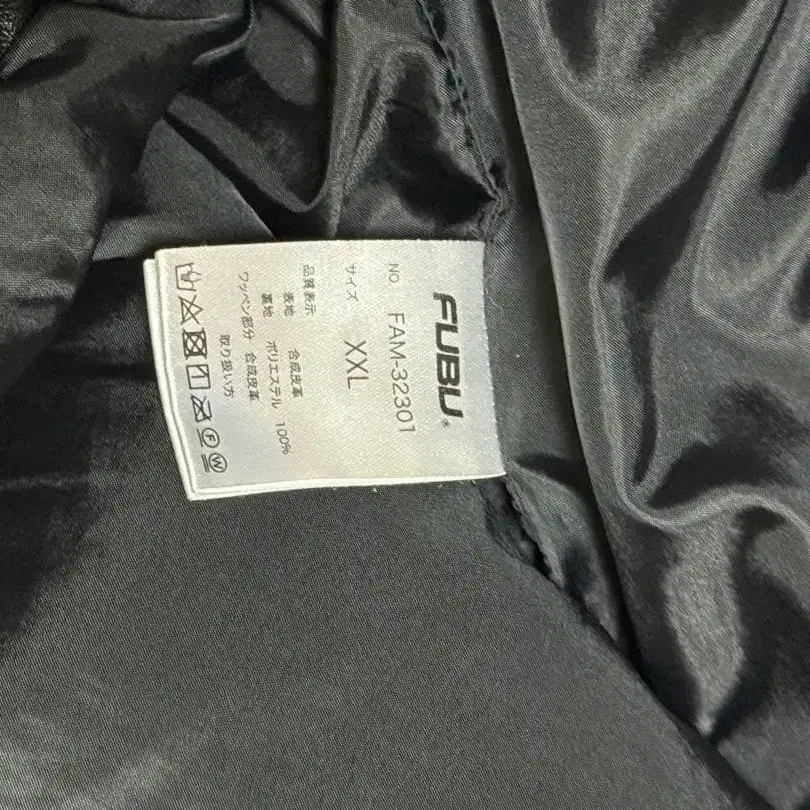 FUBU®
NO. FAM-32301
サイズ XXL
品質表示
表地 合成皮革
裏地 ポリエステル 100%
ワッペン部分 合成皮革
取り扱い方
F W